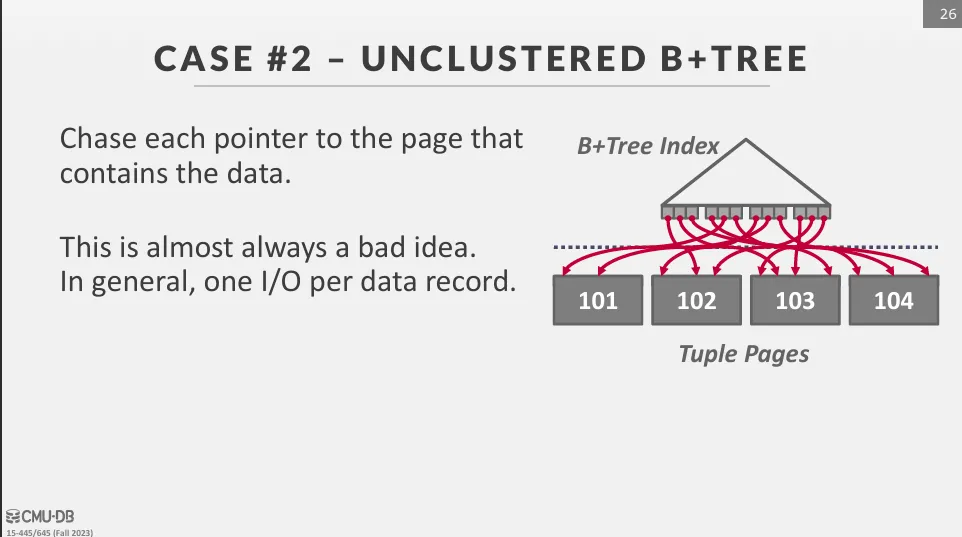 26
CASE #2 – UNCLUSTERED B+TREE
Chase each pointer to the page that
contains the data.
This is almost always a bad idea.
In general, one I/O per data record.
B+Tree Index
101
102
103
104
Tuple Pages
CMU·DB
15-445/645 (Fall 2023)